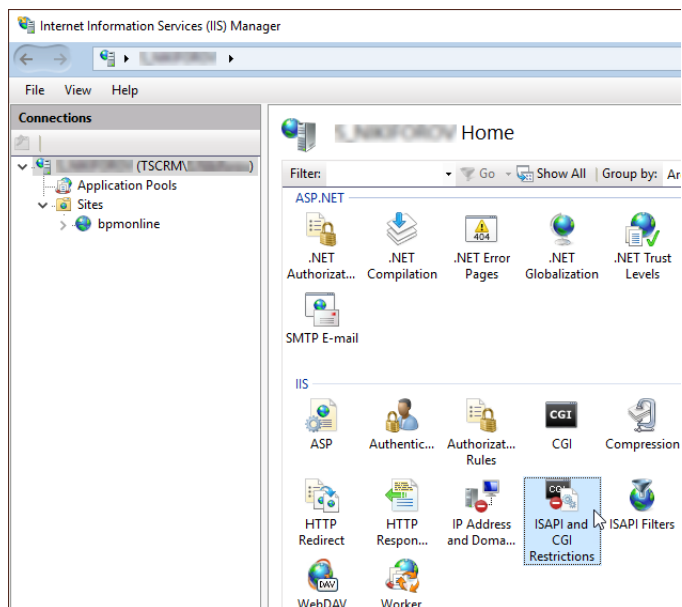 Internet Information Services (IIS) Manager
File View Help
Connections
(TSCRM\ )
Application Pools
Sites
bpmonline
Home
Filter: Go Show All Group by: Ar
ASP.NET
.NET Authorizat... .NET Compilation .NET Error Pages .NET Globalization .NET Trust Levels
404
SMTP E-mail
IIS
CGI
ASP Authentic... Authorizat... Rules CGI Compression
HTTP Redirect HTTP Respon... IP Address and Doma... ISAPI and CGI Restrictions ISAPI Filters
DAV
WebDAV Worker